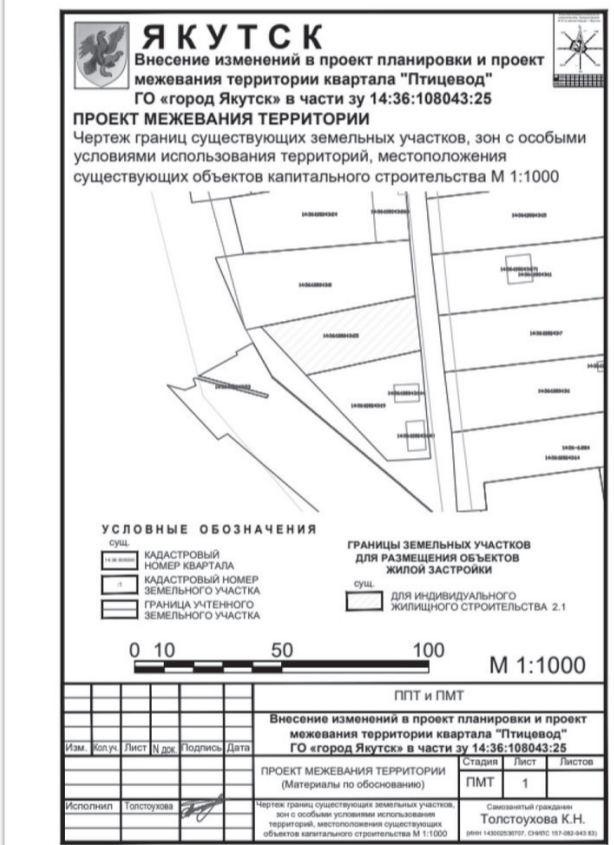 ЯКУТСК
Внесение изменений в проект планировки и проект
межевания территории квартала "Птицевод"
ГО «город Якутск» в части зу 14:36:108043:25
ПРОЕКТ МЕЖЕВАНИЯ ТЕРРИТОРИИ
Чертеж границ существующих земельных участков, зон с особыми
условиями использования территорий, местоположения
существующих объектов капитального строительства М 1:1000
УСЛОВНЫЕ ОБОЗНАЧЕНИЯ
сущ.
КАДАСТРОВЫЙ
НОМЕР КВАРТАЛА
КАДАСТРОВЫЙ НОМЕР
ЗЕМЕЛЬНОГО УЧАСТКА
ГРАНИЦА УЧТЕННОГО
ЗЕМЕЛЬНОГО УЧАСТКА
ГРАНИЦЫ ЗЕМЕЛЬНЫХ УЧАСТКОВ
ДЛЯ РАЗМЕЩЕНИЯ ОБЪЕКТОВ
ЖИЛОЙ ЗАСТРОЙКИ
сущ.
ДЛЯ ИНДИВИДУАЛЬНОГО
ЖИЛИЩНОГО СТРОИТЕЛЬСТВА 2.1
0 10 50 100
М 1:1000
ППТ и ПМТ
Внесение изменений в проект планировки и проект
межевания территории квартала "Птицевод"
ГО «город Якутск» в части зу 14:36:108043:25
Изм. Кол.уч. Лист N док. Подпись Дата
ПРОЕКТ МЕЖЕВАНИЯ ТЕРРИТОРИИ
(Материалы по обоснованию)
Стадия Лист Листов
ПМТ 1
Исполнил Толстоухова
Чертеж границ существующих земельных участков,
зон с особыми условиями использования
территорий, местоположения существующих
объектов капитального строительства М 1:1000
Самозанятый гражданин
Толстоухова К.Н.